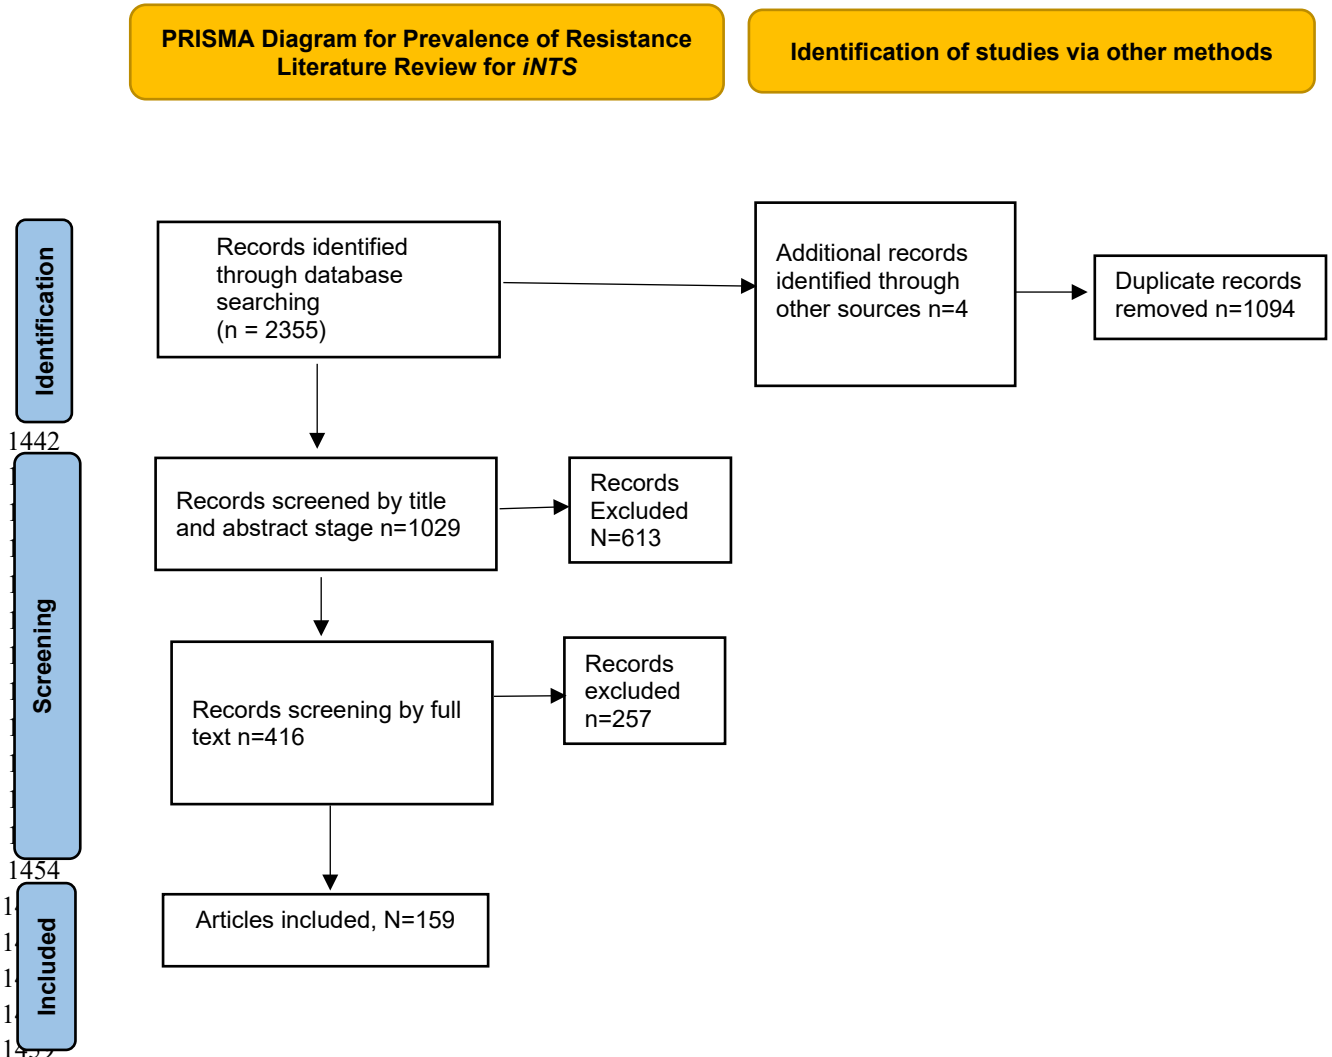 PRISMA Diagram for Prevalence of Resistance
Literature Review for iNTS
Identification of studies via other methods
Identification
Records identified
through database
searching
(n = 2355)
Additional records
identified through
other sources n=4
Duplicate records
removed n=1094
1442
Screening
Records screened by title
and abstract stage n=1029
Records
Excluded
N=613
Records screening by full
text n=416
Records
excluded
n=257
1454
Included
Articles included, N=159